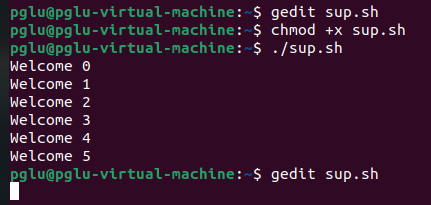 pglu@pglu-virtual-machine:~$ gedit sup.sh
pglu@pglu-virtual-machine:~$ chmod +x sup.sh
pglu@pglu-virtual-machine:~$ ./sup.sh
Welcome 0
Welcome 1
Welcome 2
Welcome 3
Welcome 4
Welcome 5
pglu@pglu-virtual-machine:~$ gedit sup.sh